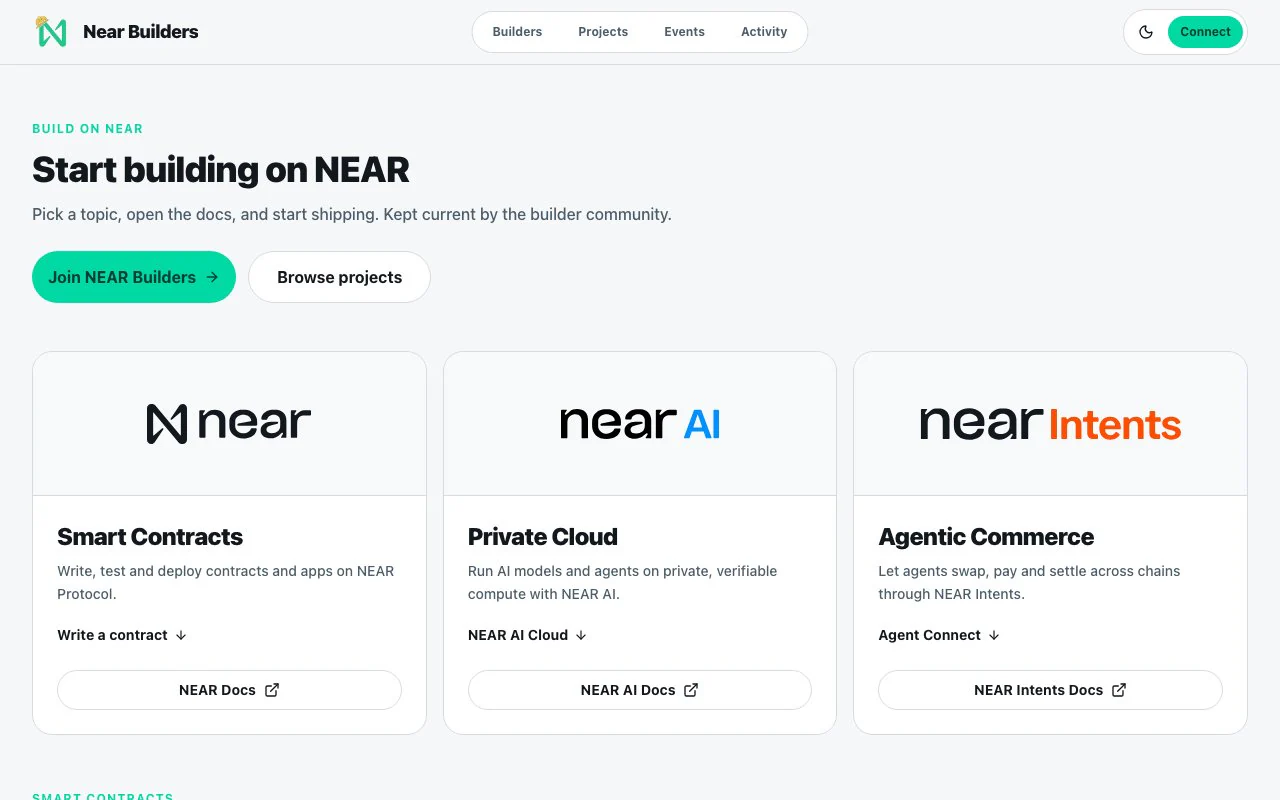 Near Builders
Builders
Projects
Events
Activity
Connect
BUILD ON NEAR
Start building on NEAR
Pick a topic, open the docs, and start shipping. Kept current by the builder community.
Join NEAR Builders
Browse projects
near
near AI
near Intents
Smart Contracts
Write, test and deploy contracts and apps on NEAR
Protocol.
Write a contract
NEAR Docs
Private Cloud
Run AI models and agents on private, verifiable
compute with NEAR AI.
NEAR AI Cloud
NEAR AI Docs
Agentic Commerce
Let agents swap, pay and settle across chains
through NEAR Intents.
Agent Connect
NEAR Intents Docs
SMART CONTRACTS